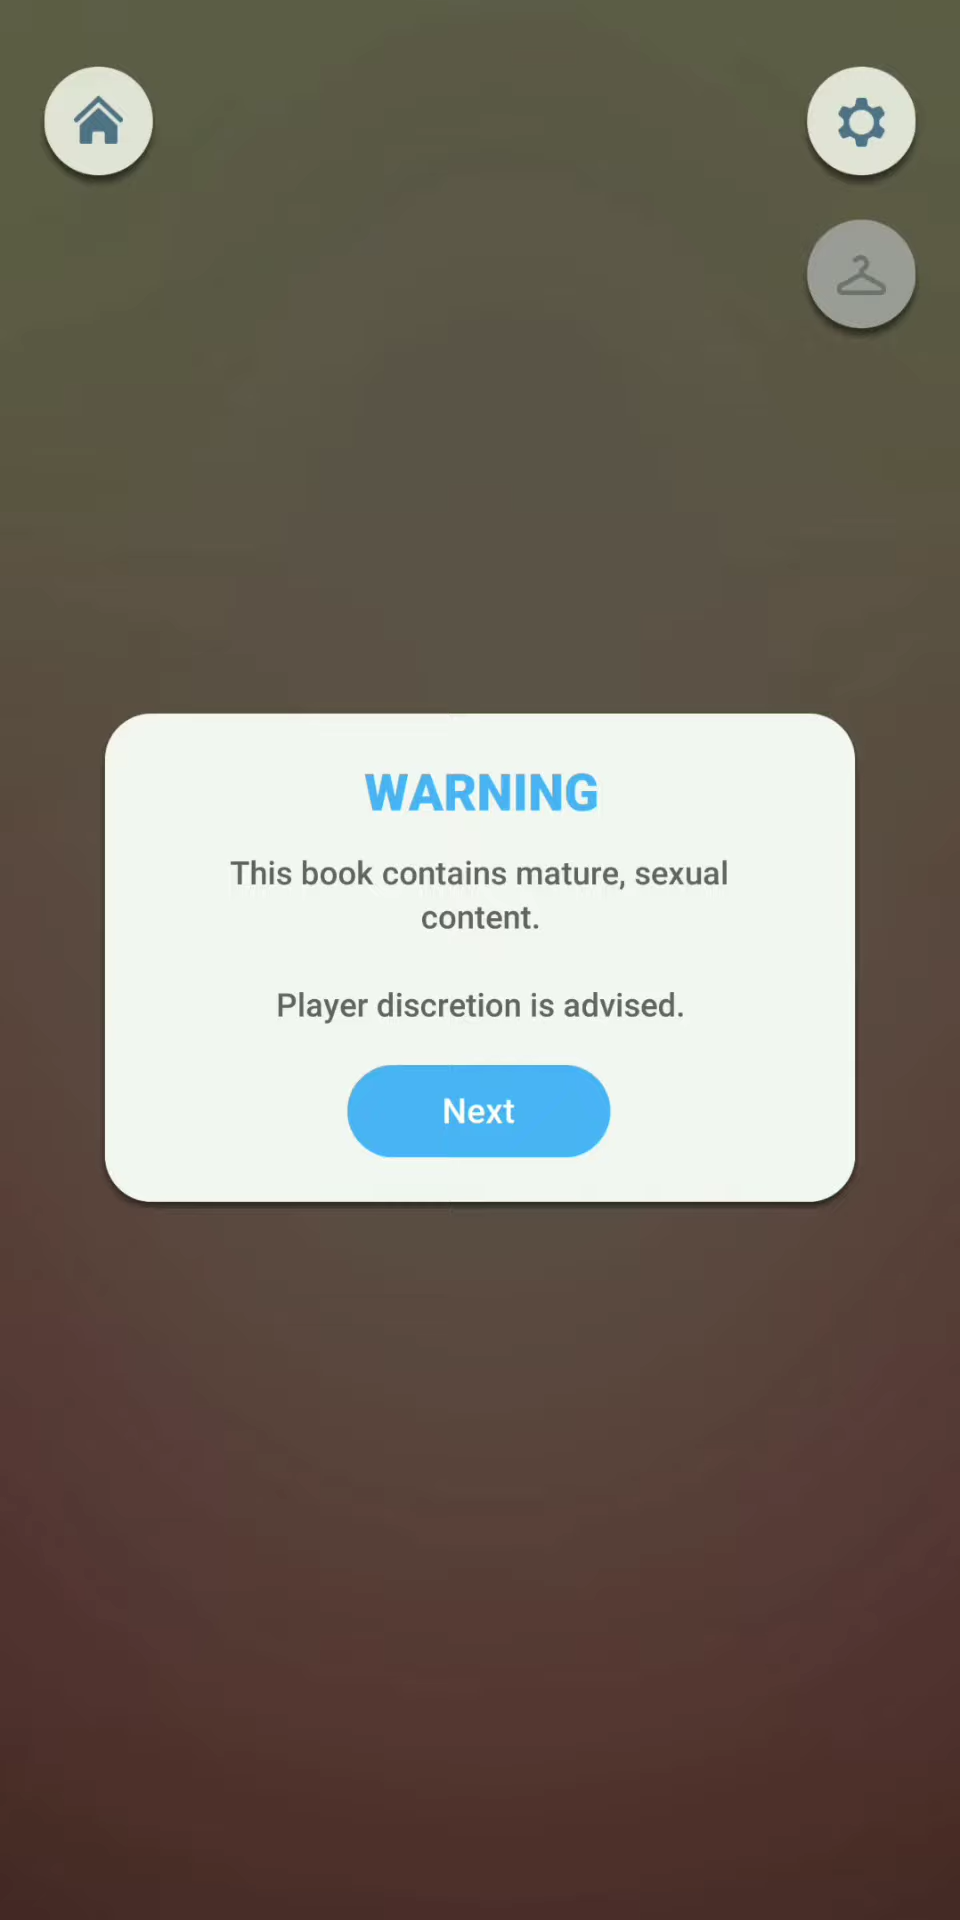 WARNING
This book contains mature, sexual
content.
Player discretion is advised.
Next